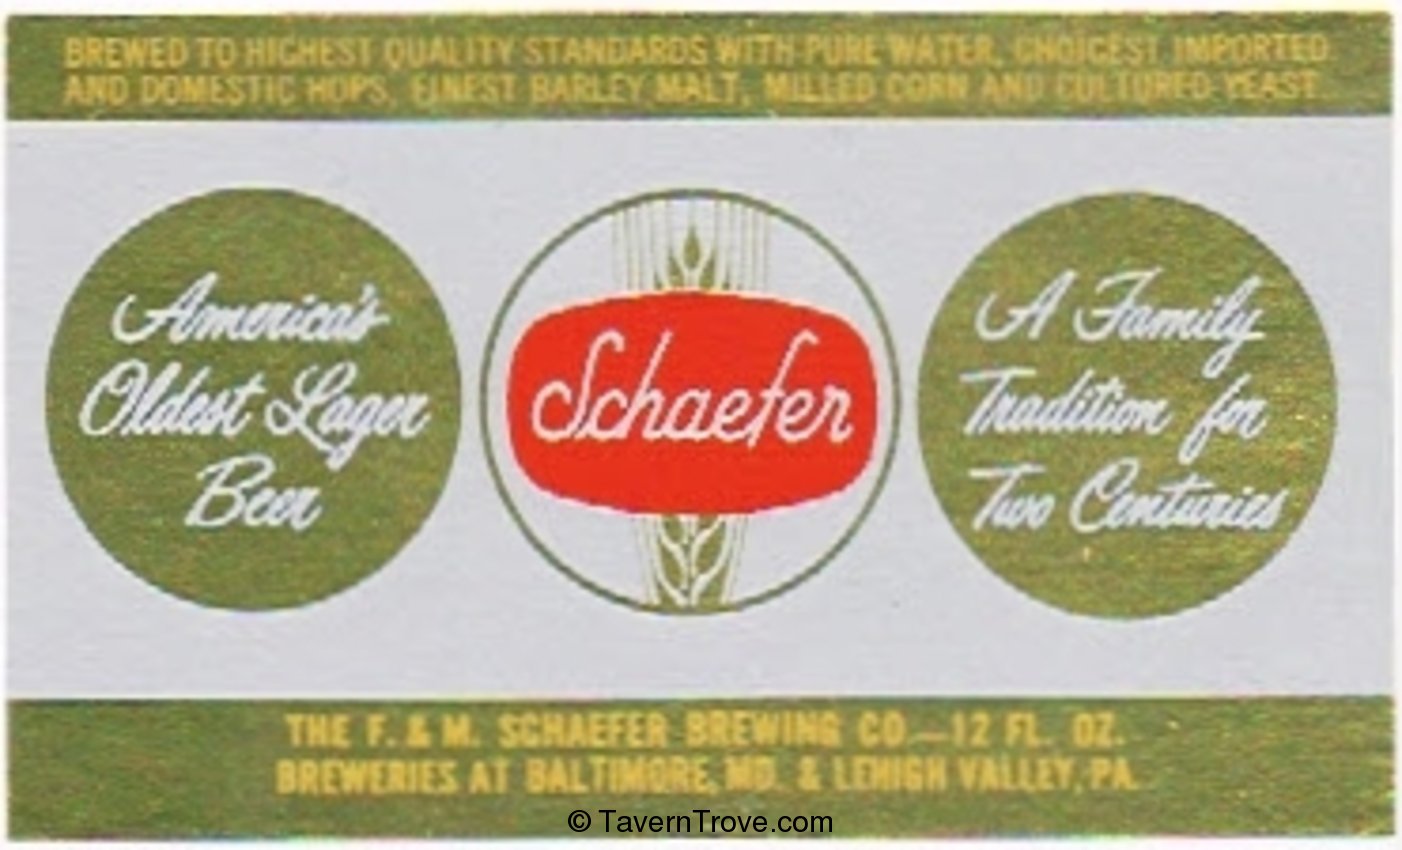 BREWED TO HIGHEST QUALITY STANDARDS WITH PURE WATER, CHOICEST IMPORTED
AND DOMESTIC HOPS, FINEST BARLEY MALT, MILLED CORN AND CULTURED YEAST.
America's
Oldest Lager
Beer
Schaefer
A Family
Tradition for
Two Centuries
THE F. & M. SCHAEFER BREWING CO.—12 FL. OZ.
BREWERIES AT BALTIMORE, MD. & LEHIGH VALLEY, PA.
© TavernTrove.com